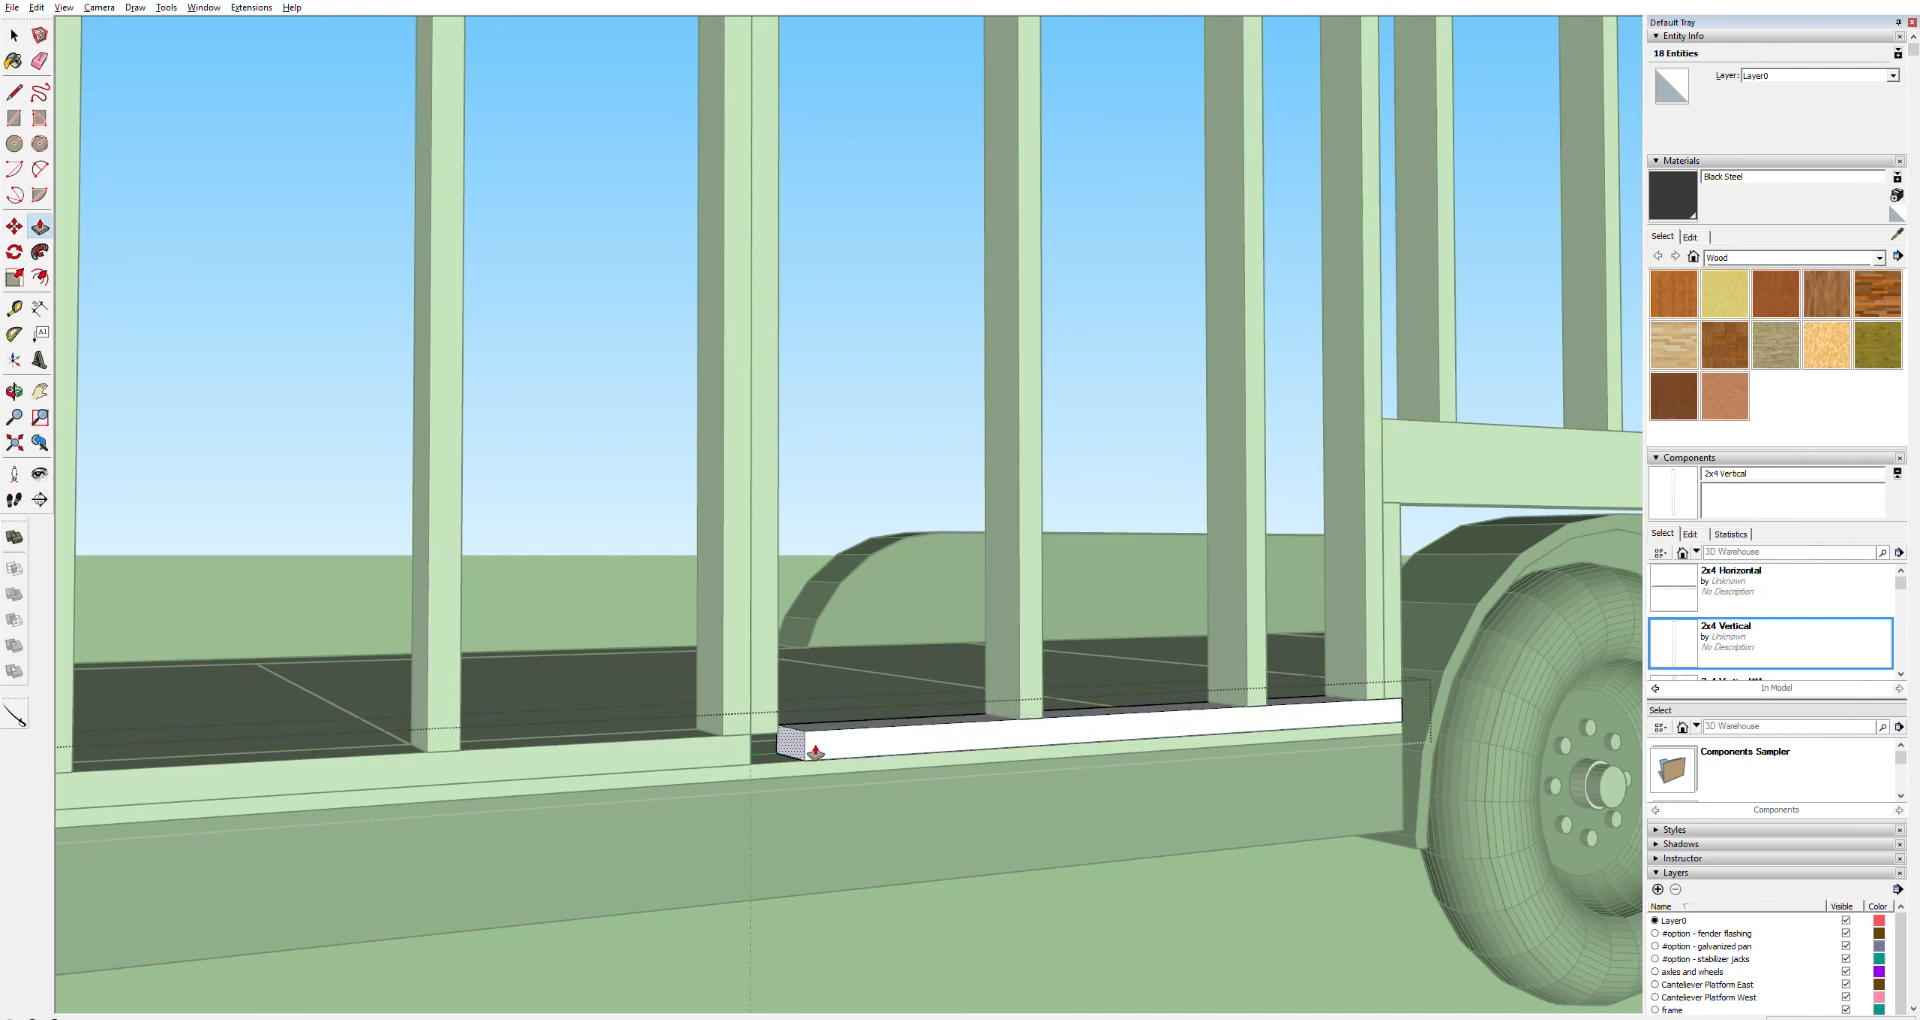 File Edit View Camera Draw Tools Window Extensions Help
Default Tray
Entity Info
18 Entities
Layer: Layer0
Materials
Black Steel
Select Edit
Wood
Components
2x4 Vertical
Select Edit Statistics
3D Warehouse
2x4 Horizontal
by Unknown
No Description
2x4 Vertical
by Unknown
No Description
In Model
Select
3D Warehouse
Components Sampler
Components
Styles
Shadows
Instructor
Layers
Name Visible Color
Layer0
#option - fender flashing
#option - galvanized pan
#option - stabilizer jacks
axles and wheels
Canteliever Platform East
Canteliever Platform West
frame